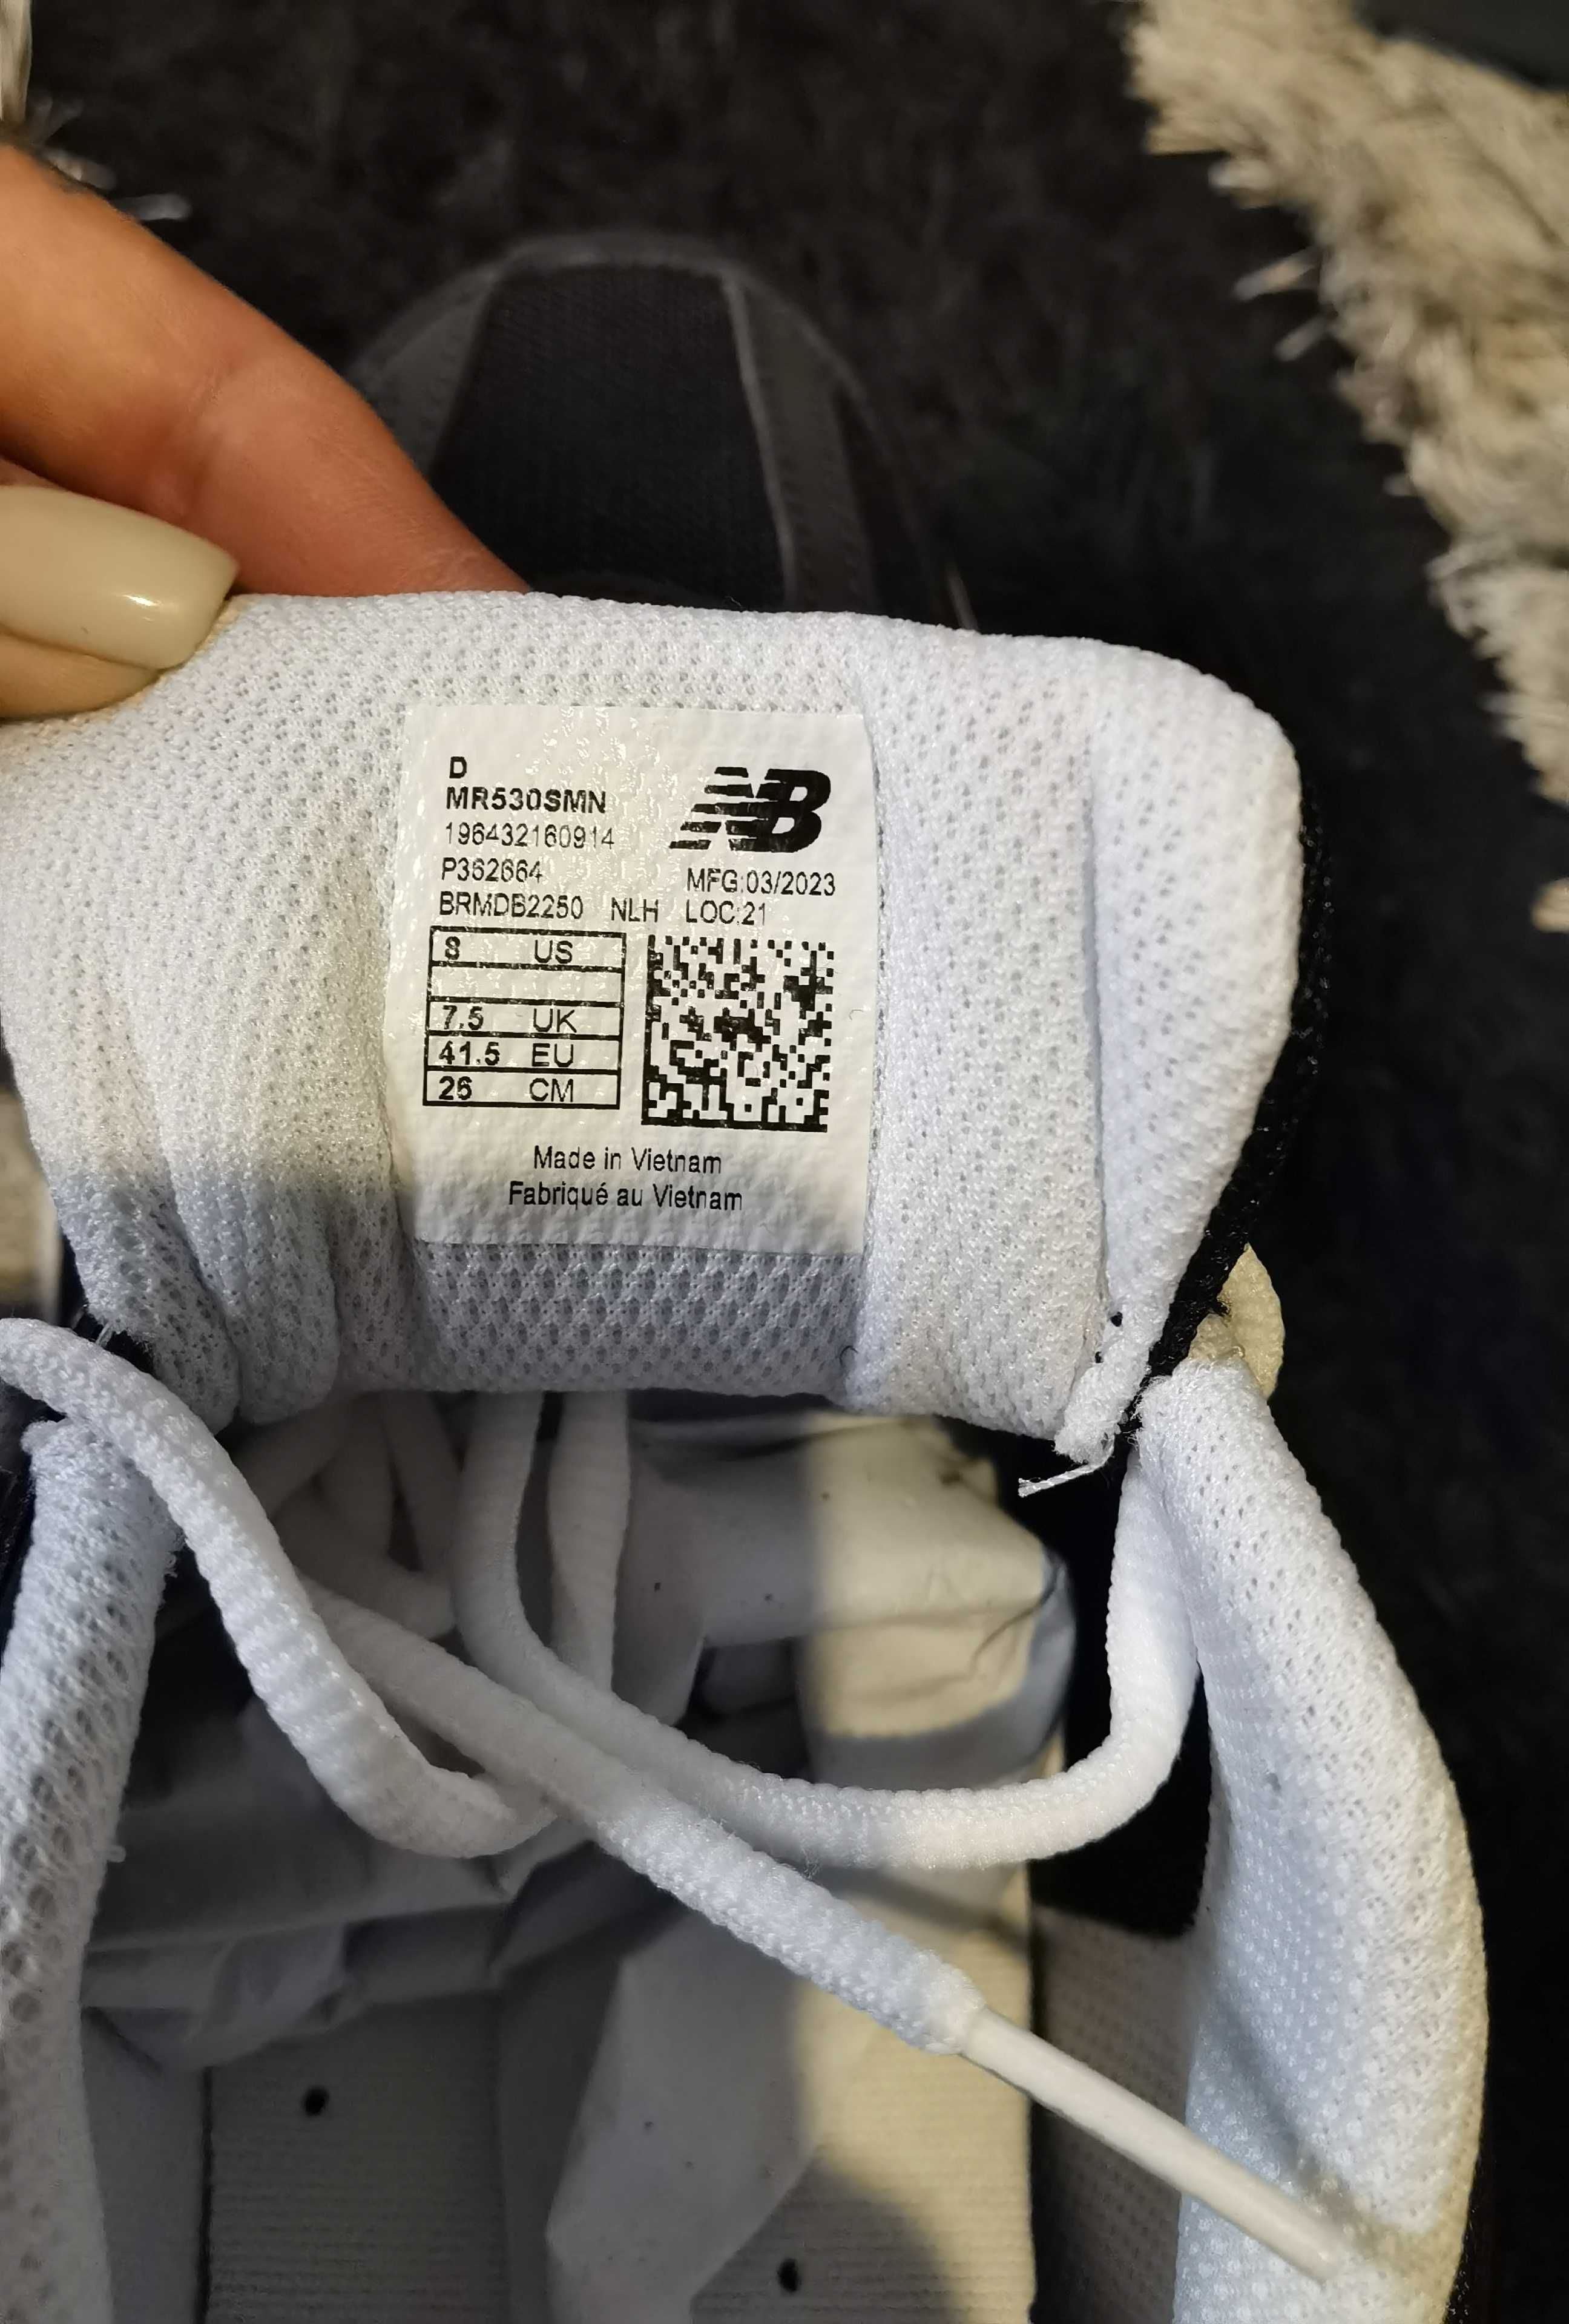 D
MR530SMN
NB
196432160914
P362664
MFG:03/2023
BRMDB2250 NLH LOC:21
8 US
7.5 UK
41.5 EU
26 CM
Made in Vietnam
Fabriqué au Vietnam